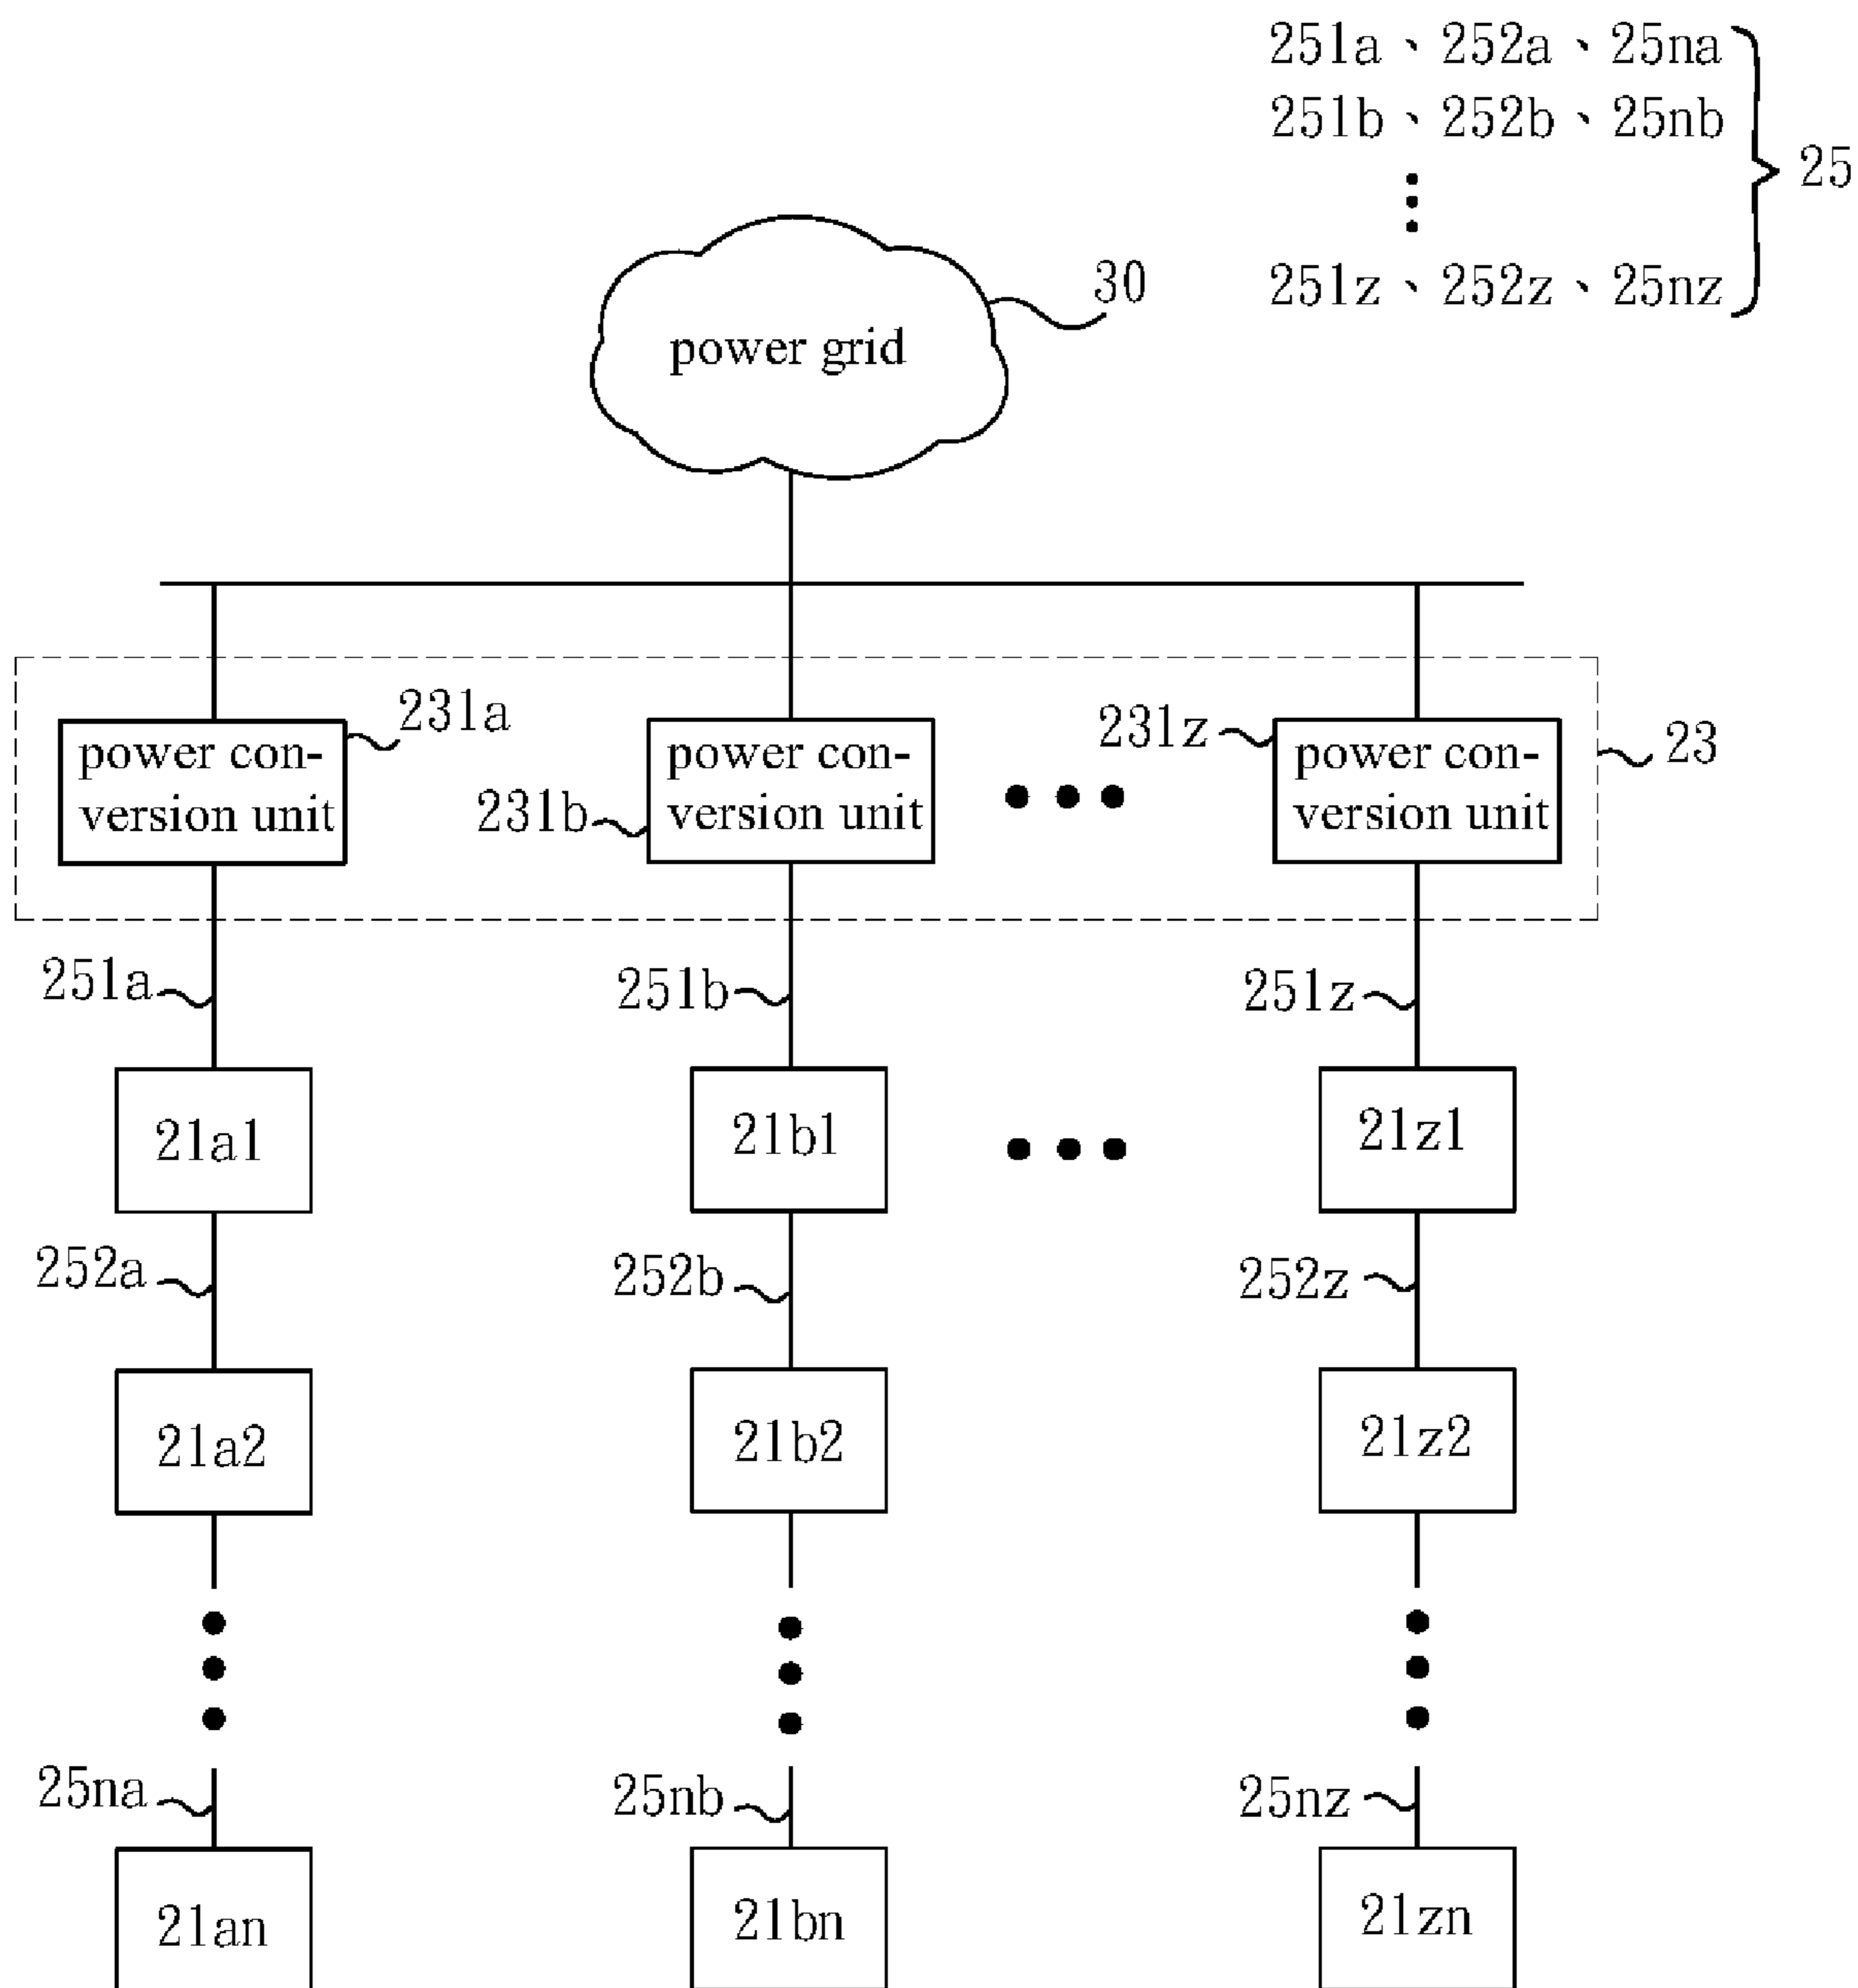 251a、252a、25na
251b、252b、25nb
25
251z、252z、25nz
30
power grid
231a
power con-
version unit
231b
power con-
version unit
231z
power con-
version unit
23
251a
251b
251z
21a1
21b1
21z1
252a
252b
252z
21a2
21b2
21z2
25na
25nb
25nz
21an
21bn
21zn